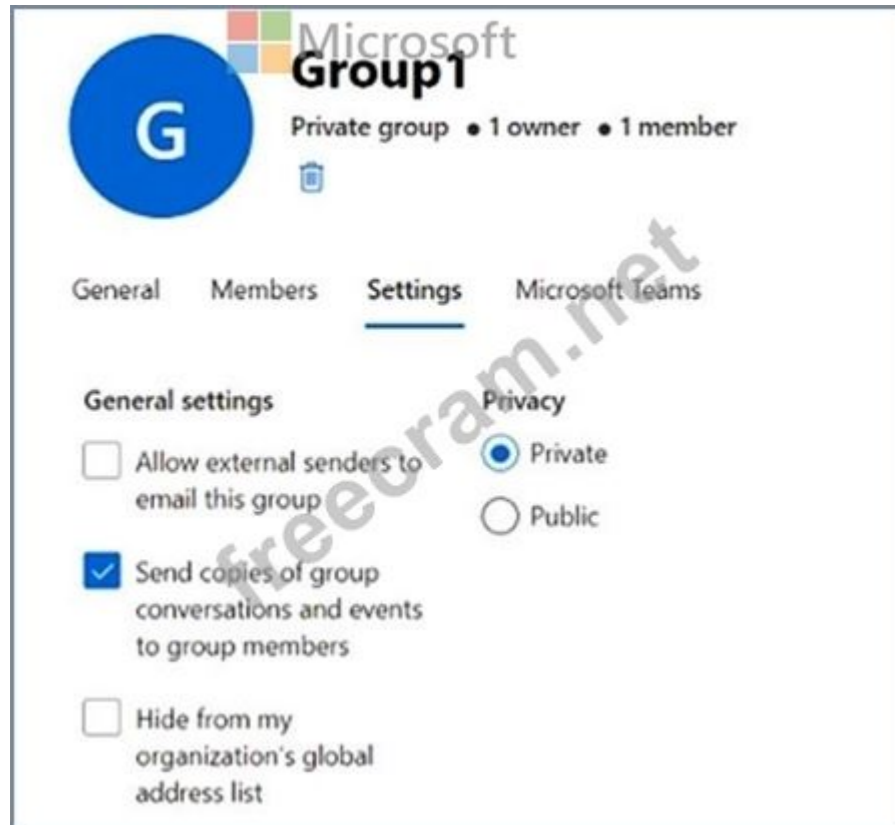 Microsoft
Group1
G
Private group • 1 owner • 1 member
General Members Settings Microsoft Teams
General settings
Privacy
Allow external senders to
email this group
Private
Public
Send copies of group
conversations and events
to group members
Hide from my
organization's global
address list
freecram.net